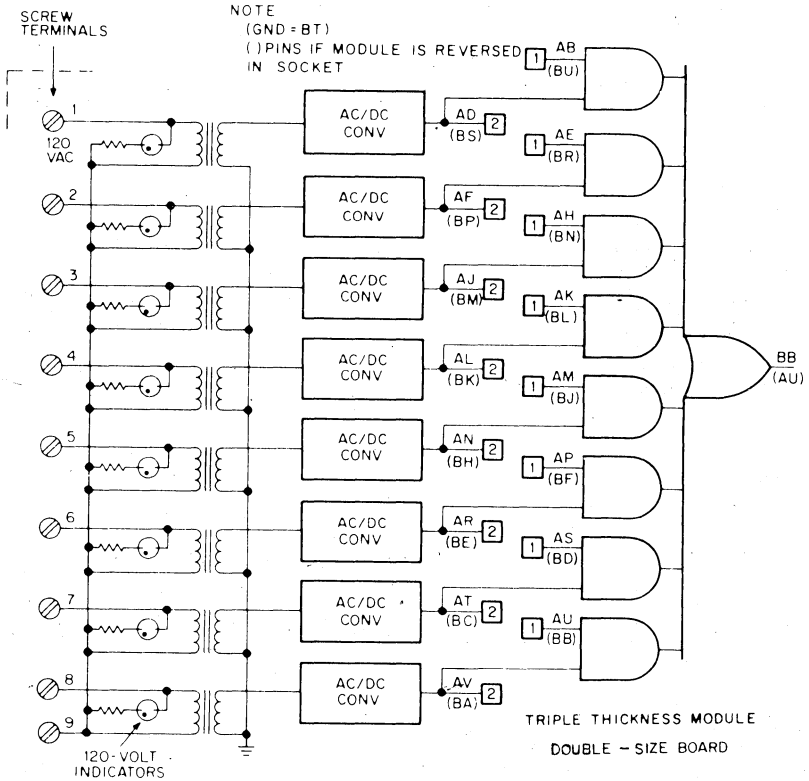 SCREW
TERMINALS
NOTE
(GND = BT)
( ) PINS IF MODULE IS REVERSED
IN SOCKET
1
120
VAC
AC/DC
CONV
AD
(BS)
2
1
AB
(BU)
2
AC/DC
CONV
AF
(BP)
2
1
AE
(BR)
3
AC/DC
CONV
AJ
(BM)
2
1
AH
(BN)
4
AC/DC
CONV
AL
(BK)
2
1
AK
(BL)
BB
(AU)
5
AC/DC
CONV
AN
(BH)
2
1
AM
(BJ)
6
AC/DC
CONV
AR
(BE)
2
1
AP
(BF)
7
AC/DC
CONV
AT
(BC)
2
1
AS
(BD)
8
AC/DC
CONV
AV
(BA)
2
1
AU
(BB)
9
120-VOLT
INDICATORS
TRIPLE THICKNESS MODULE
DOUBLE - SIZE BOARD